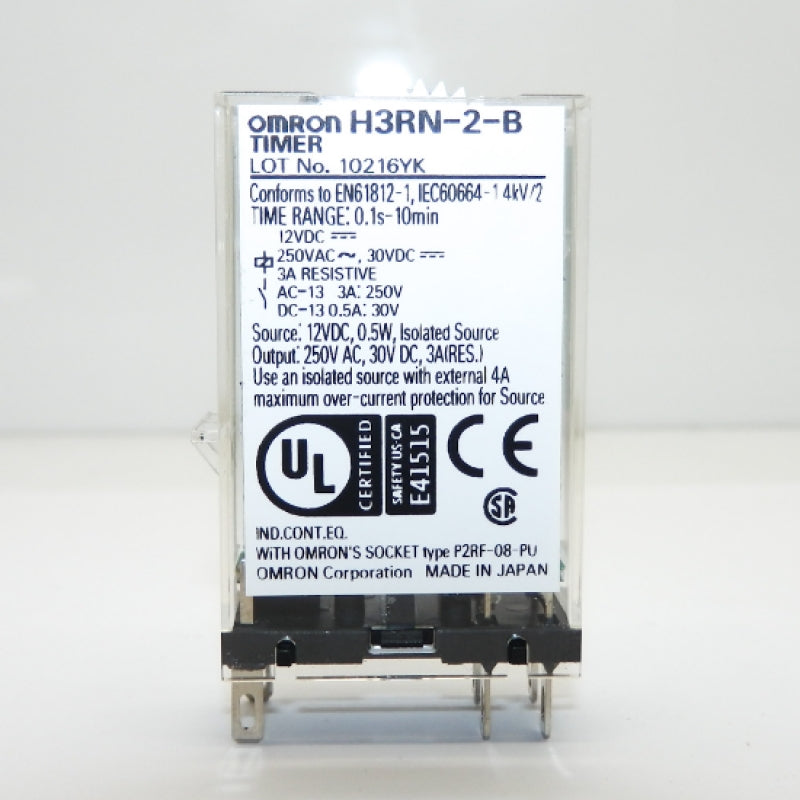 OMRON H3RN-2-B
TIMER
LOT No. 10216YK
Conforms to EN61812-1, IEC60664-1 4kV/2
TIME RANGE: 0.1s-10min
12VDC ⎓
250VAC ~, 30VDC ⎓
3A RESISTIVE
AC-13 3A: 250V
DC-13 0.5A: 30V
Source: 12VDC, 0.5W, Isolated Source
Output: 250V AC, 30V DC, 3A(RES.)
Use an isolated source with external 4A
maximum over-current protection for Source
UL CERTIFIED
SAFETY US-CA
E41515
CE
SA
IND.CONT.EQ.
WiTH OMRON'S SOCKET type P2RF-08-PU
OMRON Corporation MADE IN JAPAN